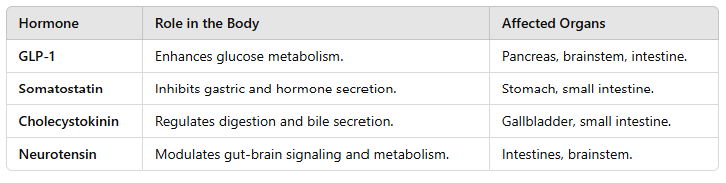 Hormone Role in the Body Affected Organs
GLP-1 Enhances glucose metabolism. Pancreas, brainstem, intestine.
Somatostatin Inhibits gastric and hormone secretion. Stomach, small intestine.
Cholecystokinin Regulates digestion and bile secretion. Gallbladder, small intestine.
Neurotensin Modulates gut-brain signaling and metabolism. Intestines, brainstem.